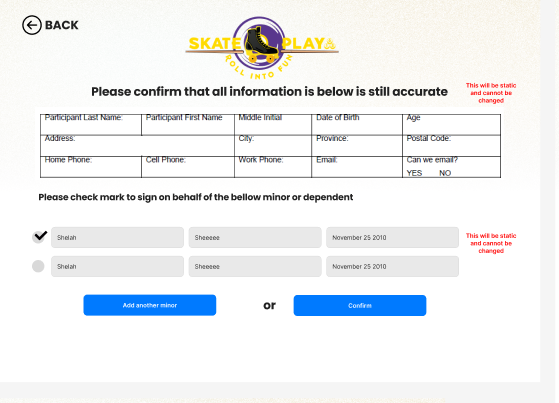 BACK
SKATE PLAYA
ROLL INTO FUN
Please confirm that all information is below is still accurate
This will be static
and cannot be
changed
Participant Last Name: Participant First Name Middle Initial Date of Birth Age
Address: City: Province: Postal Code:
Home Phone: Cell Phone: Work Phone: Email: Can we email?
YES NO
Please check mark to sign on behalf of the bellow minor or dependent
Shelah Sheeeee November 25 2010
This will be static
and cannot be
changed
Shelah Sheeeee November 25 2010
Add another minor or Confirm